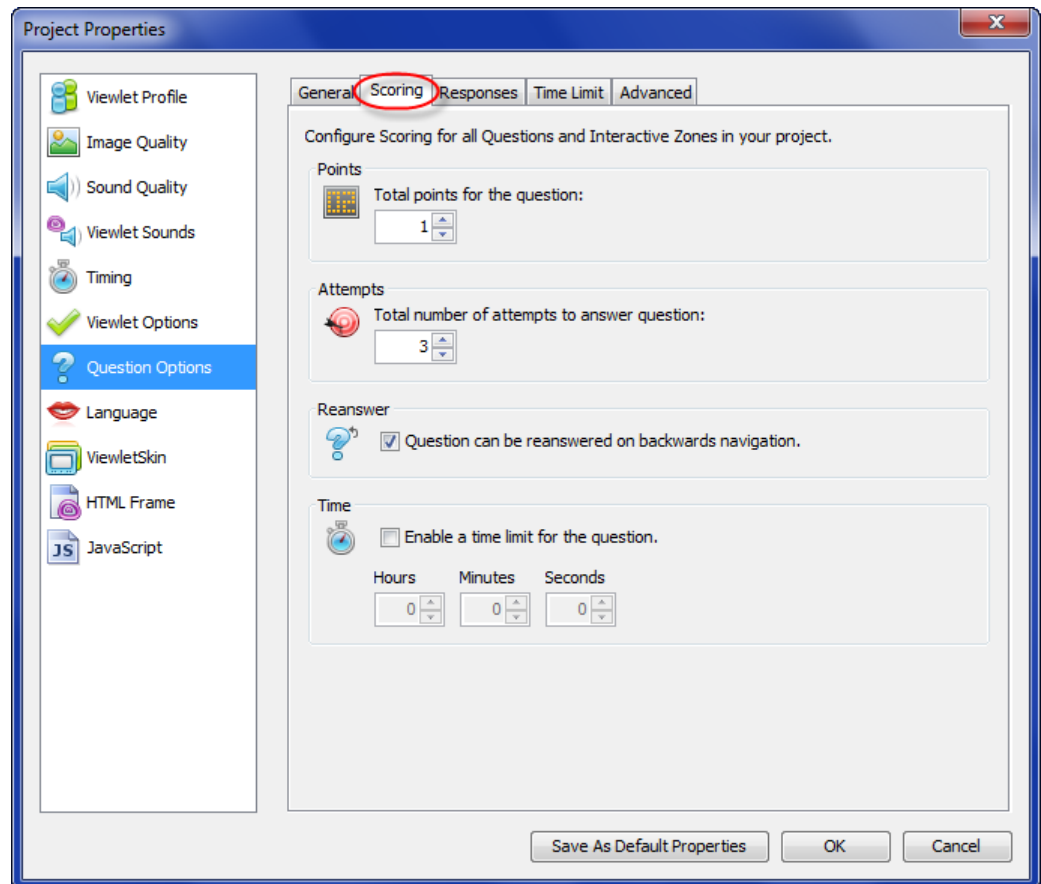 Project Properties
X
Viewlet Profile
Image Quality
Sound Quality
Viewlet Sounds
Timing
Viewlet Options
Question Options
Language
ViewletSkin
HTML Frame
JS JavaScript
General Scoring Responses Time Limit Advanced
Configure Scoring for all Questions and Interactive Zones in your project.
Points
Total points for the question:
1
Attempts
Total number of attempts to answer question:
3
Reanswer
Question can be reanswered on backwards navigation.
Time
Enable a time limit for the question.
Hours Minutes Seconds
0 0 0
Save As Default Properties OK Cancel